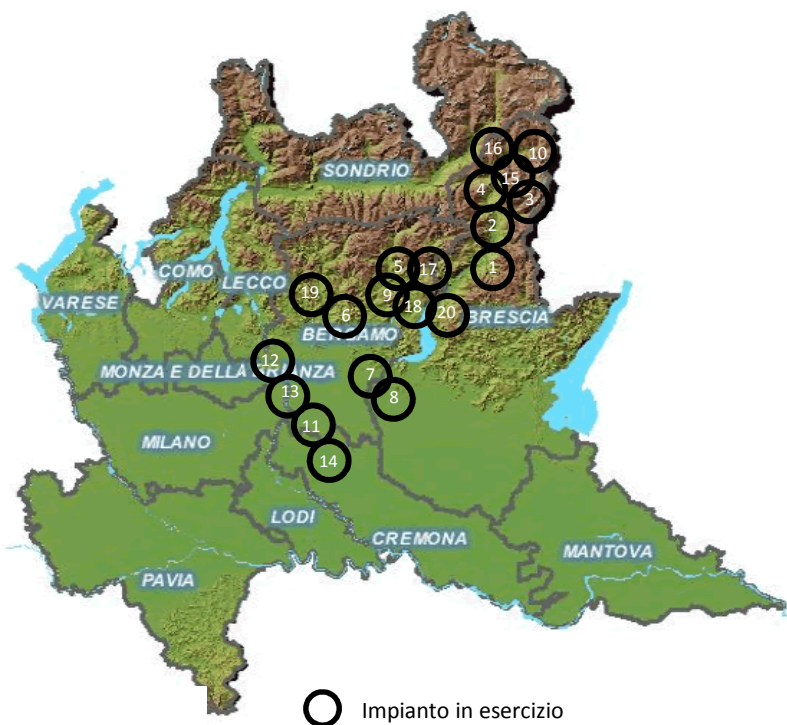 16
10
15
SONDRIO
4
3
2
COMO
LECCO
5
17
1
VARESE
19
9
18
20
BRESCIA
6
BERGAMO
12
MONZA E DELLA BRIANZA
7
13
8
11
MILANO
14
LODI
CREMONA
MANTOVA
PAVIA
Impianto in esercizio